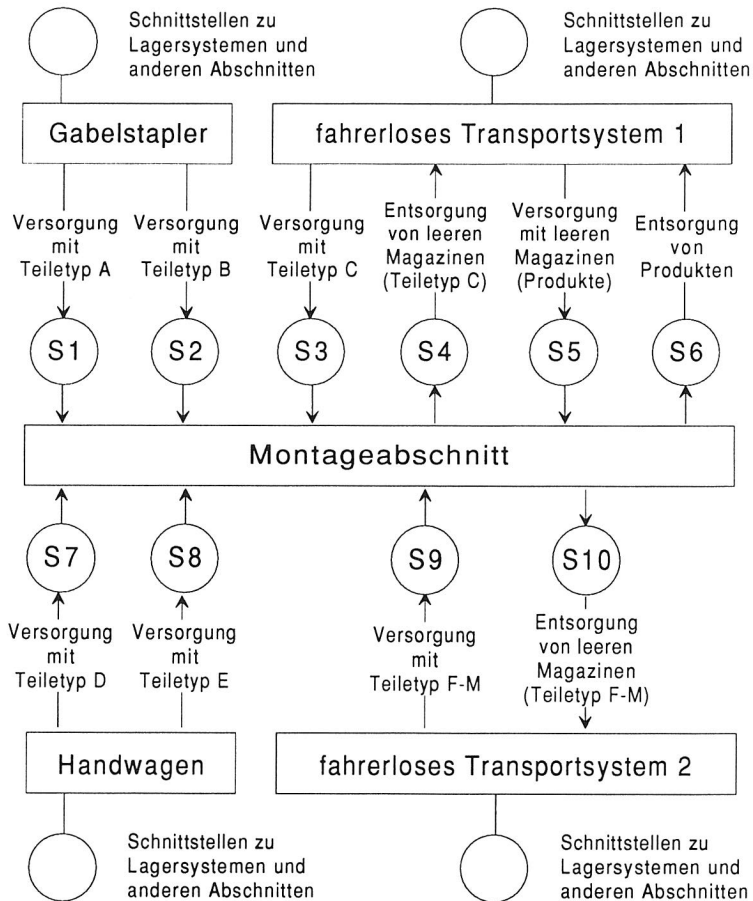 Schnittstellen zu
Lagersystemen und
anderen Abschnitten
Schnittstellen zu
Lagersystemen und
anderen Abschnitten
Gabelstapler
fahrerloses Transportsystem 1
Versorgung
mit
Teiletyp A
Versorgung
mit
Teiletyp B
Versorgung
mit
Teiletyp C
Entsorgung
von leeren
Magazinen
(Teiletyp C)
Versorgung
mit leeren
Magazinen
(Produkte)
Entsorgung
von
Produkten
S1
S2
S3
S4
S5
S6
Montageabschnitt
S7
S8
S9
S10
Versorgung
mit
Teiletyp D
Versorgung
mit
Teiletyp E
Versorgung
mit
Teiletyp F-M
Entsorgung
von leeren
Magazinen
(Teiletyp F-M)
Handwagen
fahrerloses Transportsystem 2
Schnittstellen zu
Lagersystemen und
anderen Abschnitten
Schnittstellen zu
Lagersystemen und
anderen Abschnitten